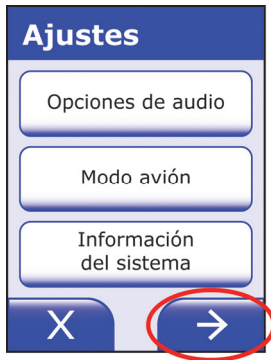 Ajustes
Opciones de audio
Modo avión
Información
del sistema
X